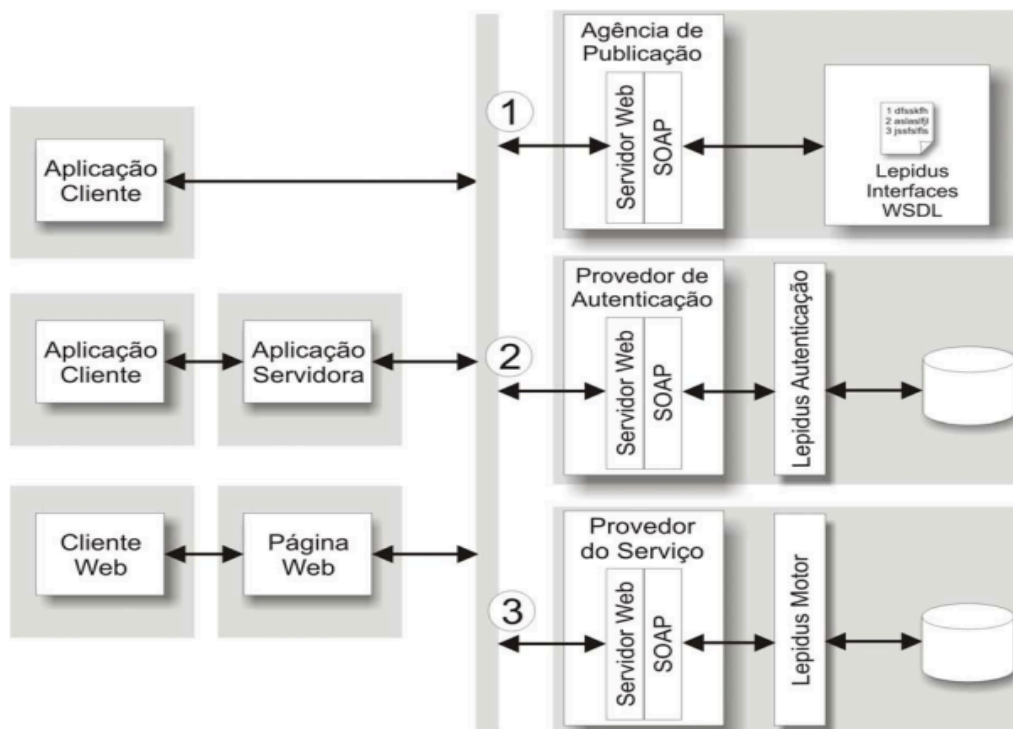 Agência de
Publicação
Servidor Web
SOAP
1 dfsskfh
2 aslaslfjl
3 jssfslfls
Lepidus
Interfaces
WSDL
1
Aplicação
Cliente
Provedor de
Autenticação
Servidor Web
SOAP
Lepidus Autenticação
2
Aplicação
Cliente
Aplicação
Servidora
Provedor
do Serviço
Servidor Web
SOAP
Lepidus Motor
3
Cliente
Web
Página
Web